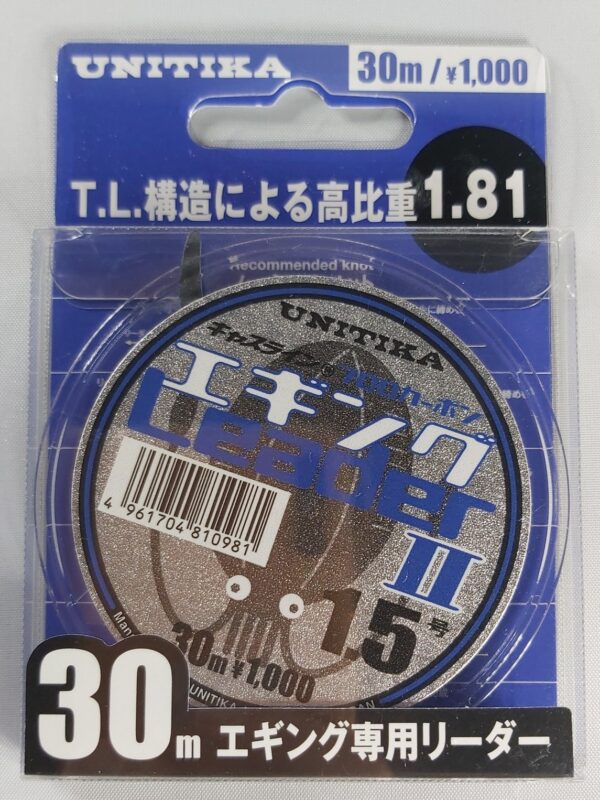 UNITIKA
30m/¥1,000
T.L.構造による高比重1.81
Recommended knot
UNITIKA
キャスライン®
エギング
Leader
II
4 961704 810981
1.5号
30m ¥1,000
UNITIKA
30m エギング専用リーダー